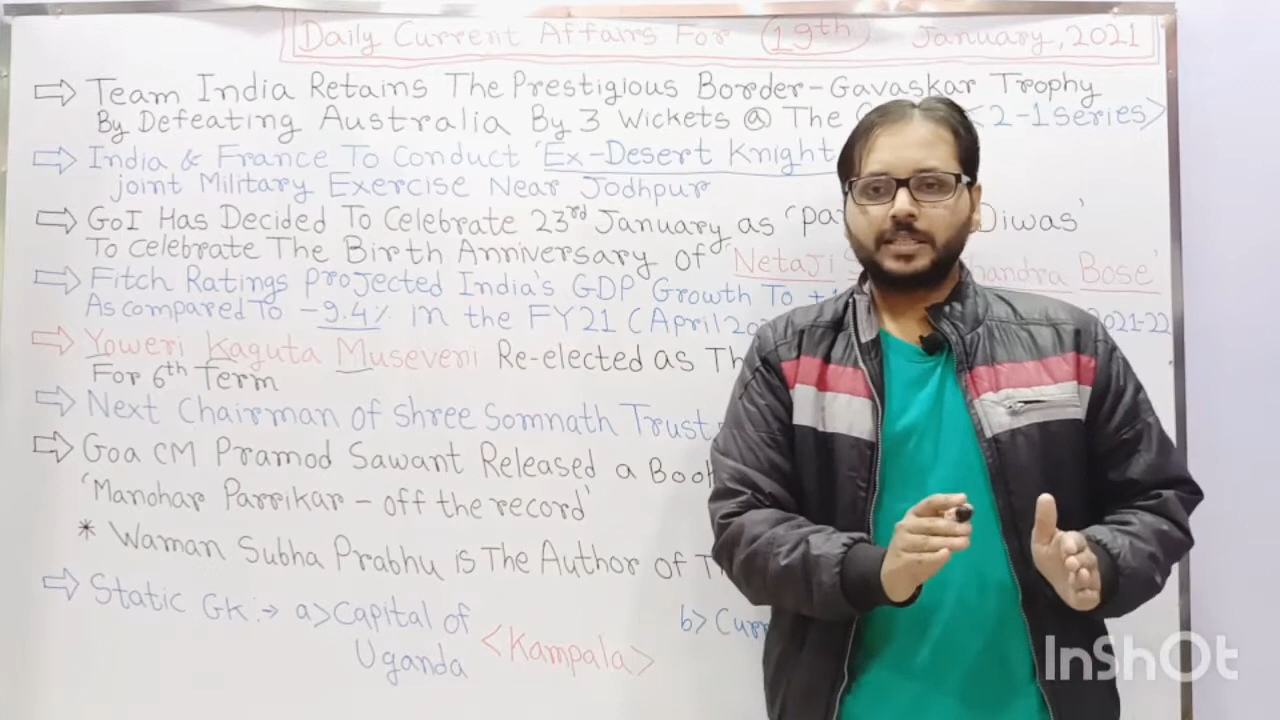 Daily Current Affairs For 19th January, 2021
⇒ Team India Retains The Prestigious Border-Gavaskar Trophy
By Defeating Australia By 3 Wickets @ The <2-1 series>
⇒ India & France To Conduct 'Ex-Desert Knight
joint Military Exercise Near Jodhpur
⇒ GoI Has Decided To Celebrate 23rd January as 'Par Diwas'
To celebrate The Birth Anniversary of Netaji Chandra Bose'
⇒ Fitch Ratings Projected India's GDP Growth To
As compared To -9.4% in the FY21 (April 2021-22
⇒ Yoweri Kaguta Museveni Re-elected as Th
For 6th Term
⇒ Next Chairman of Shree Somnath Trust
⇒ Goa CM Pramod Sawant Released a Book
'Manohar Parrikar - off the record'
* Waman Subha Prabhu is The Author of T
⇒ Static GK:→ a> Capital of Uganda <Kampala> b> Curr
InShOt